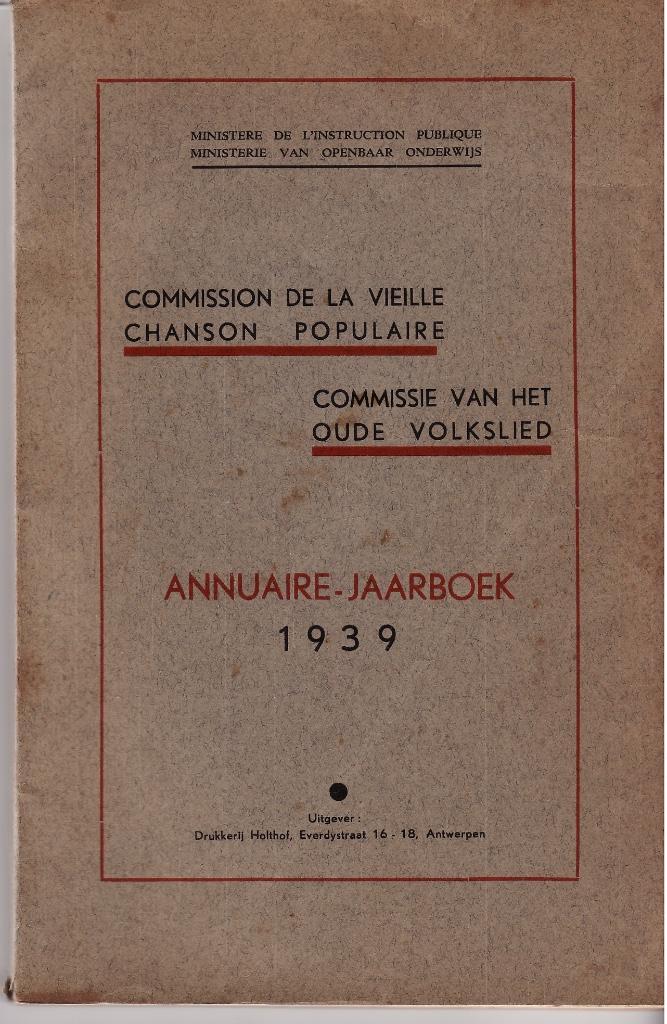 MINISTERE DE L'INSTRUCTION PUBLIQUE
MINISTERIE VAN OPENBAAR ONDERWIJS
COMMISSION DE LA VIEILLE
CHANSON POPULAIRE
COMMISSIE VAN HET
OUDE VOLKSLIED
ANNUAIRE-JAARBOEK
1939
Uitgever :
Drukkerij Holthof, Everdystraat 16 - 18, Antwerpen